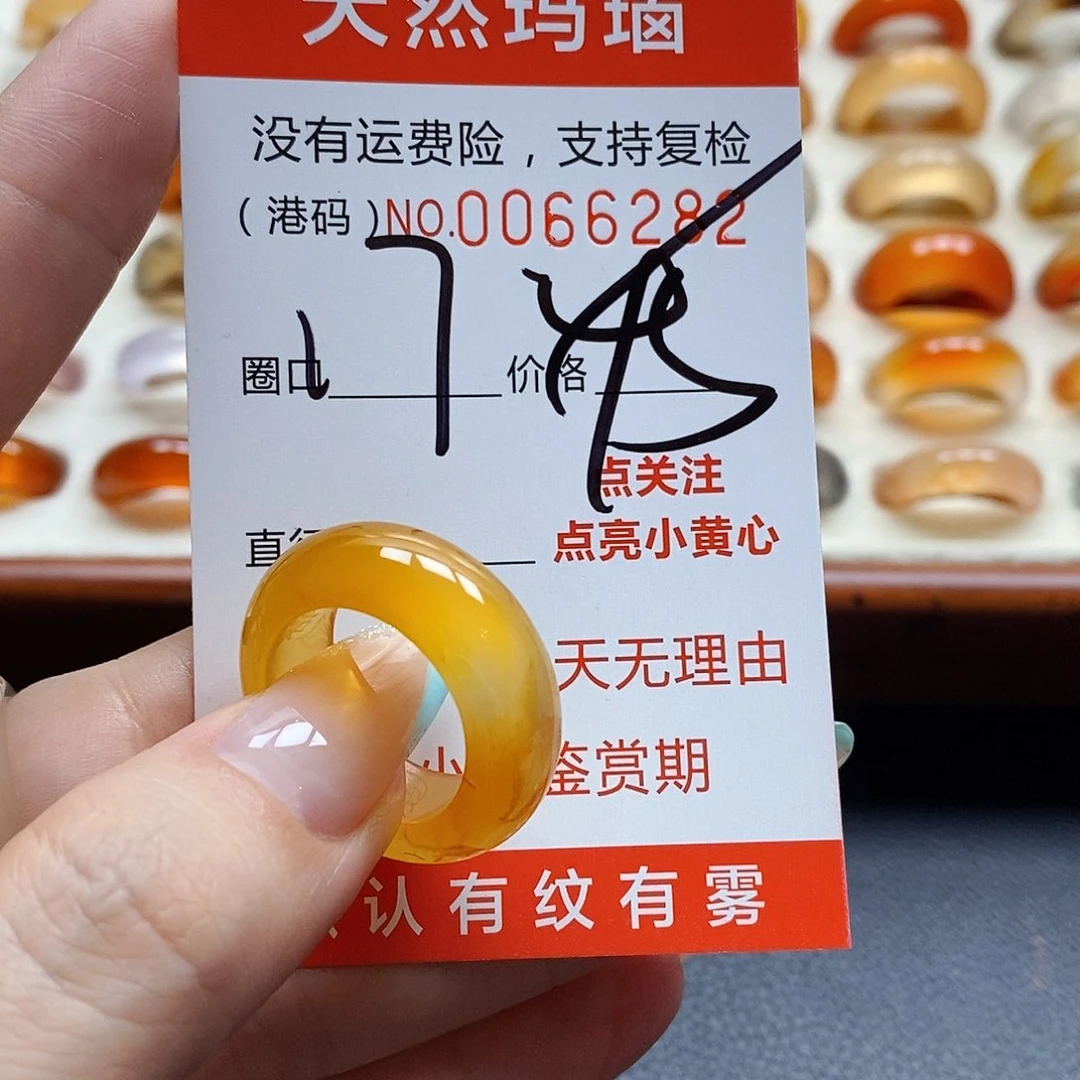 天然玛瑙
没有运费险，支持复检
（港码）NO.0066282
圈口 17 价格
点关注
直径 点亮小黄心
天无理由
小 鉴赏期
认有纹有雾